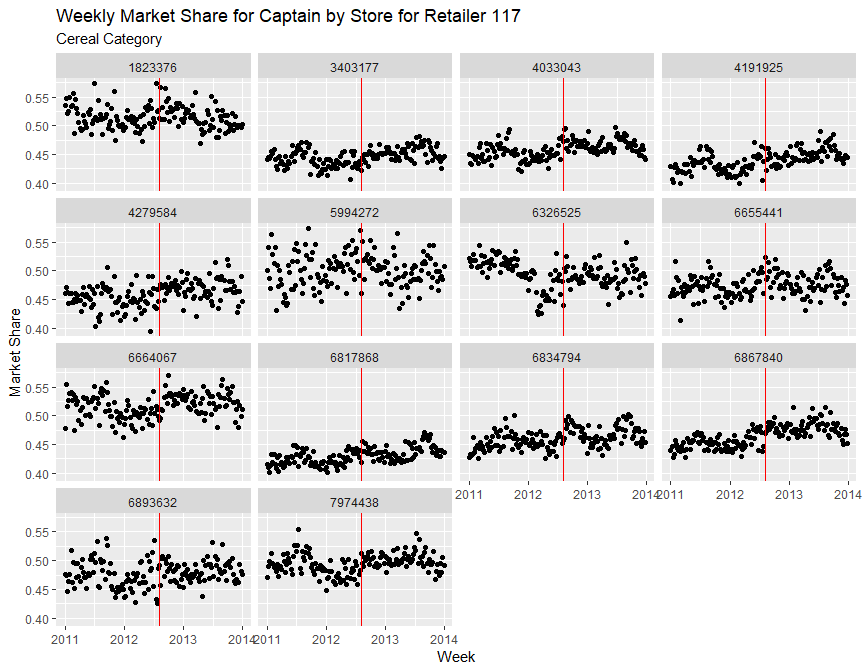 Weekly Market Share for Captain by Store for Retailer 117
Cereal Category
1823376 3403177 4033043 4191925
0.55
0.50
0.45
0.40
4279584 5994272 6326525 6655441
0.55
0.50
0.45
0.40
Market Share
6664067 6817868 6834794 6867840
0.55
0.50
0.45
0.40
2011 2012 2013 2014 2011 2012 2013 2014
6893632 7974438
0.55
0.50
0.45
0.40
2011 2012 2013 2014 2011 2012 2013 2014
Week